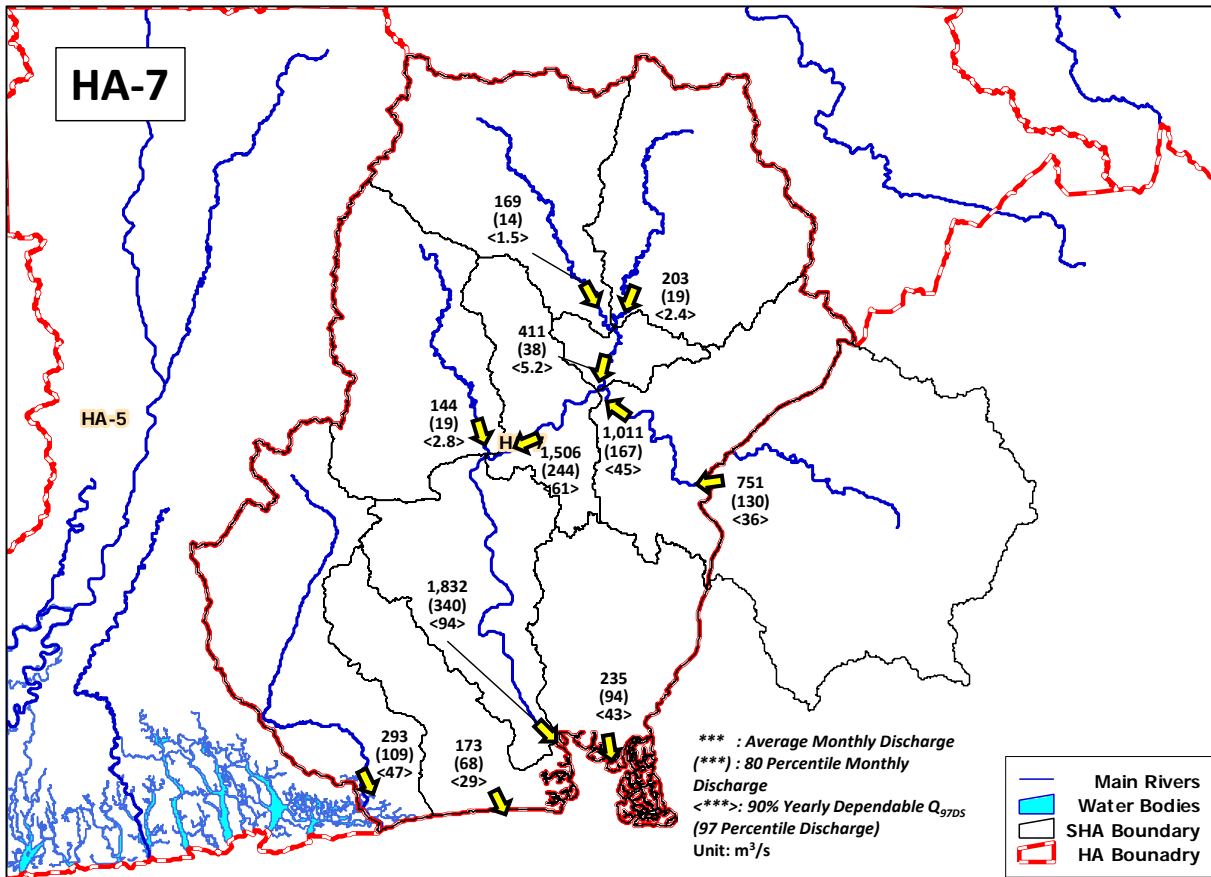 HA-7
169
(14)
<1.5>
203
(19)
<2.4>
411
(38)
<5.2>
HA-5
144
(19)
<2.8>
HA-7
1,506
(244)
<61>
1,011
(167)
<45>
751
(130)
<36>
1,832
(340)
<94>
235
(94)
<43>
293
(109)
<47>
173
(68)
<29>
*** : Average Monthly Discharge
(***) : 80 Percentile Monthly
Discharge
<***>: 90% Yearly Dependable Q97DS
(97 Percentile Discharge)
Unit: m³/s
Main Rivers
Water Bodies
SHA Boundary
HA Bounadry